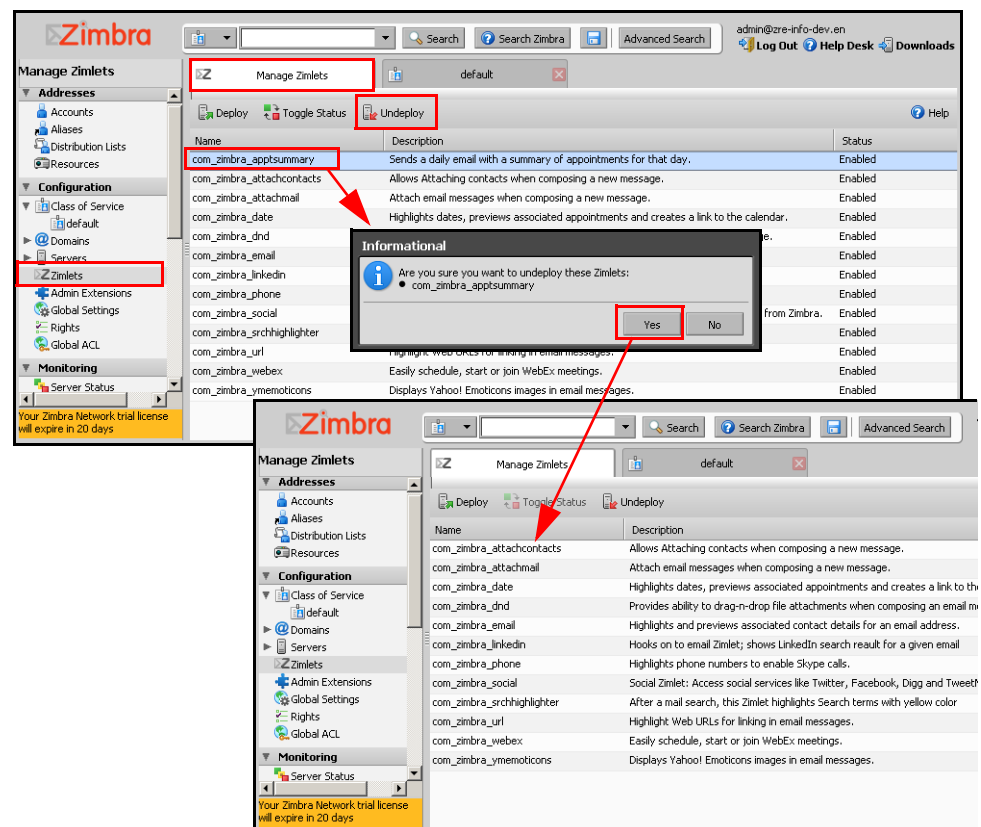 Zimbra
Search
Search Zimbra
Advanced Search
admin@zre-info-dev.en
Log Out
Help Desk
Downloads
Manage Zimlets
Addresses
Accounts
Aliases
Distribution Lists
Resources
Configuration
Class of Service
default
Domains
Servers
Zimlets
Admin Extensions
Global Settings
Rights
Global ACL
Monitoring
Server Status
Your Zimbra Network trial license
will expire in 20 days
Manage Zimlets
default
Deploy
Toggle Status
Undeploy
Help
Name Description Status
com_zimbra_apptsummary Sends a daily email with a summary of appointments for that day. Enabled
com_zimbra_attachcontacts Allows Attaching contacts when composing a new message. Enabled
com_zimbra_attachmail Attach email messages when composing a new message. Enabled
com_zimbra_date Highlights dates, previews associated appointments and creates a link to the calendar. Enabled
com_zimbra_dnd Enabled
com_zimbra_email Enabled
com_zimbra_linkedin Enabled
com_zimbra_phone Enabled
com_zimbra_social from Zimbra. Enabled
com_zimbra_srchhighlighter Enabled
com_zimbra_url Highlight Web URLs for linking in email messages. Enabled
com_zimbra_webex Easily schedule, start or join WebEx meetings. Enabled
com_zimbra_ymemoticons Displays Yahoo! Emoticons images in email messages. Enabled
Informational
Are you sure you want to undeploy these Zimlets:
• com_zimbra_apptsummary
Yes
No
Zimbra
Search
Search Zimbra
Advanced Search
Manage Zimlets
Addresses
Accounts
Aliases
Distribution Lists
Resources
Configuration
Class of Service
default
Domains
Servers
Zimlets
Admin Extensions
Global Settings
Rights
Global ACL
Monitoring
Server Status
Your Zimbra Network trial license
will expire in 20 days
Manage Zimlets
default
Deploy
Toggle Status
Undeploy
Name Description
com_zimbra_attachcontacts Allows Attaching contacts when composing a new message.
com_zimbra_attachmail Attach email messages when composing a new message.
com_zimbra_date Highlights dates, previews associated appointments and creates a link to the
com_zimbra_dnd Provides ability to drag-n-drop file attachments when composing an email
com_zimbra_email Highlights and previews associated contact details for an email address.
com_zimbra_linkedin Hooks on to email Zimlet; shows LinkedIn search reault for a given email
com_zimbra_phone Highlights phone numbers to enable Skype calls.
com_zimbra_social Social Zimlet: Access social services like Twitter, Facebook, Digg and
com_zimbra_srchhighlighter After a mail search, this Zimlet highlights Search terms with yellow color
com_zimbra_url Highlight Web URLs for linking in email messages.
com_zimbra_webex Easily schedule, start or join WebEx meetings.
com_zimbra_ymemoticons Displays Yahoo! Emoticons images in email messages.